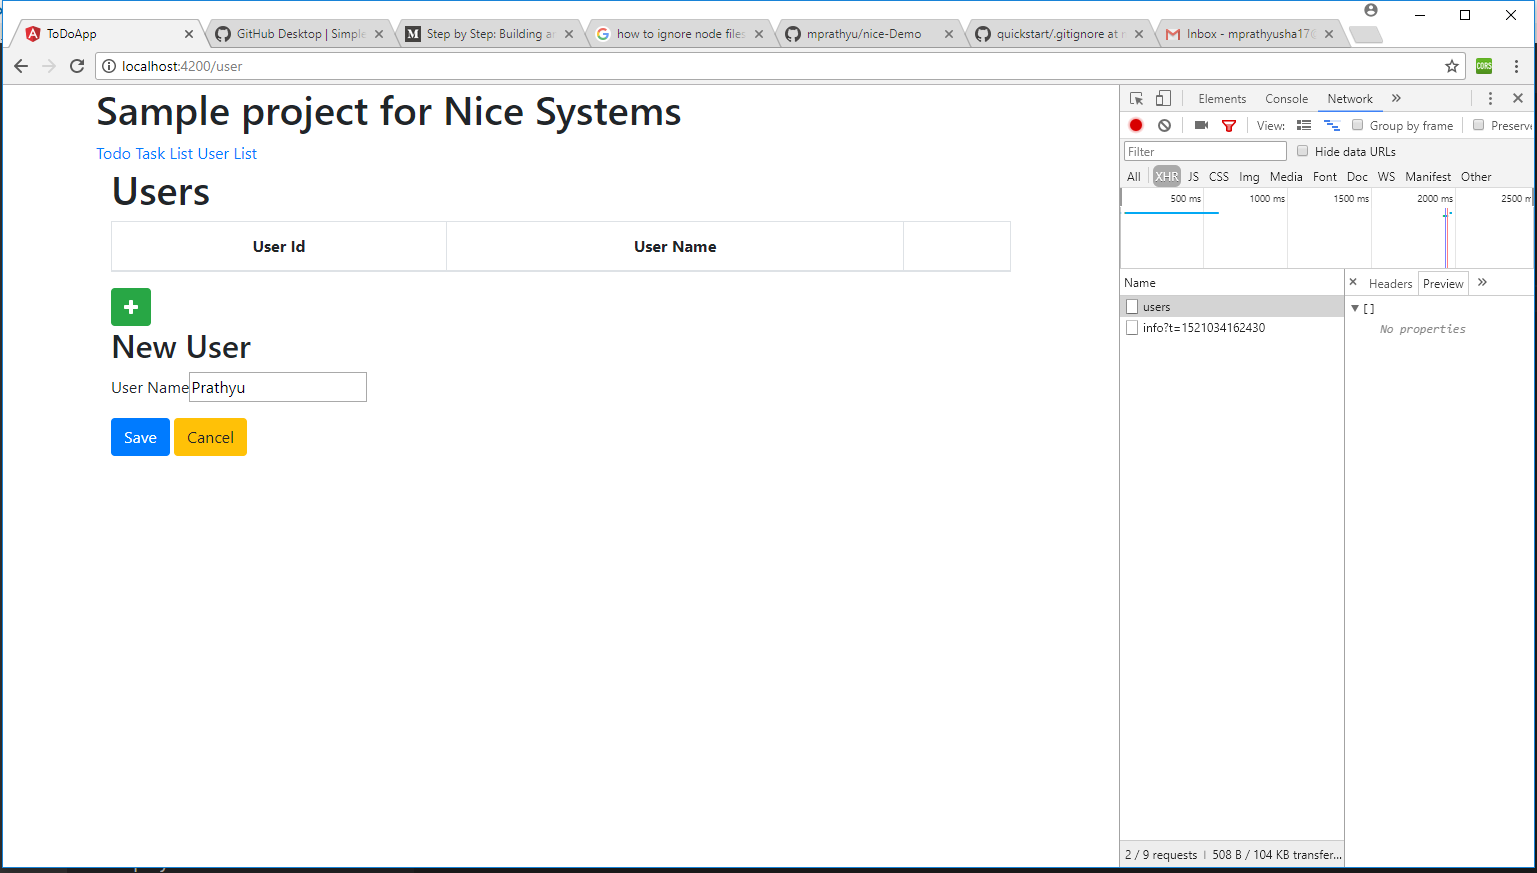 ToDoApp
GitHub Desktop | Simple
Step by Step: Building a
how to ignore node files
mprathyu/nice-Demo
quickstart/.gitignore at
Inbox - mprathyusha17
localhost:4200/user
CORS
Sample project for Nice Systems
Todo Task List User List
Users
User Id User Name
New User
User Name Prathyu
Save Cancel
Elements Console Network
View: Group by frame Preserve
Filter Hide data URLs
All XHR JS CSS Img Media Font Doc WS Manifest Other
500 ms 1000 ms 1500 ms 2000 ms 2500 m
Name
Headers Preview
users
info?t=1521034162430
[]
No properties
2 / 9 requests | 508 B / 104 KB transfer...